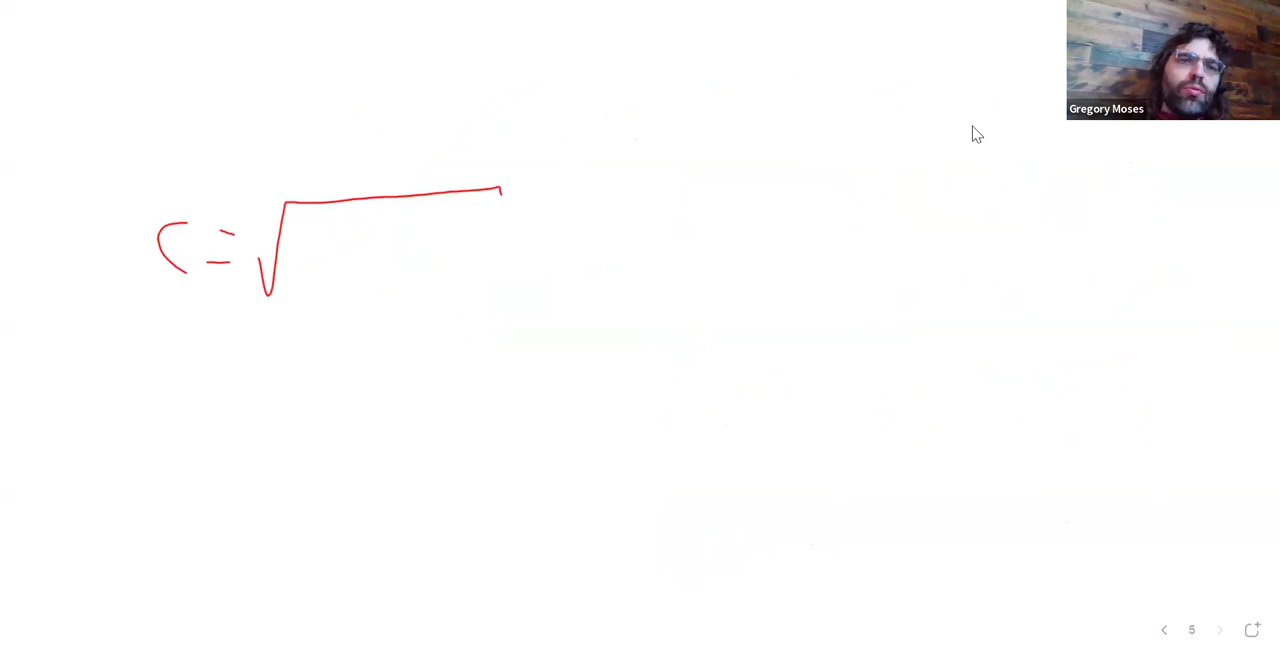 Gregory Moses
C = √
5